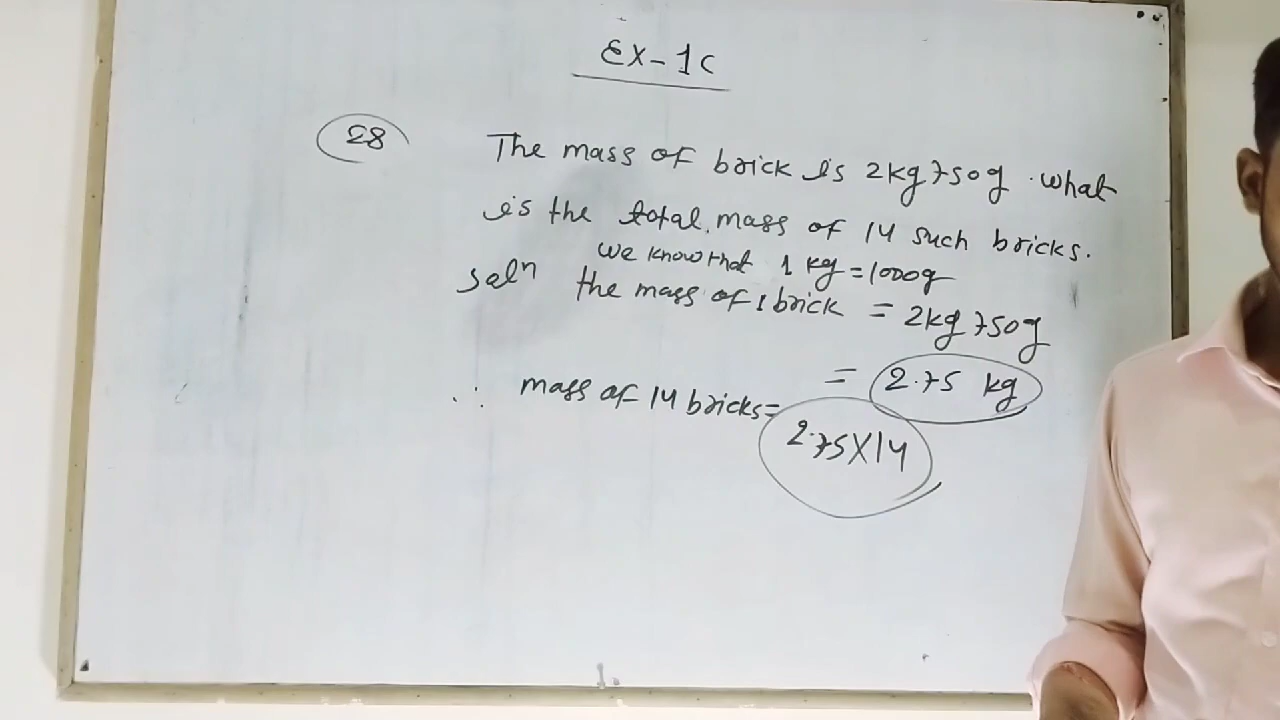 Ex-1c
28 The mass of brick is 2kg 750g . what
is the total mass of 14 such bricks.
we know that 1 kg = 1000g
Soln the mass of 1 brick = 2kg 750g
= 2.75 kg
∴ mass of 14 bricks =
2.75X14